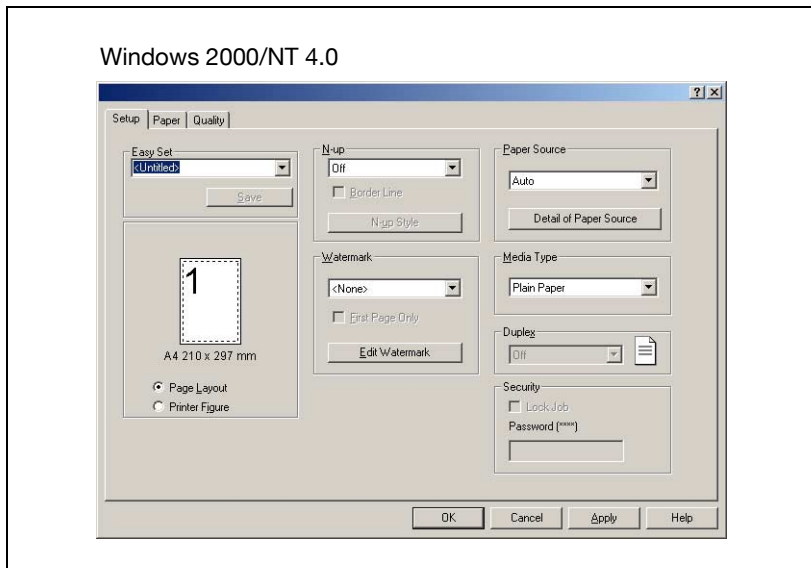 Windows 2000/NT 4.0
Setup
Paper
Quality
Easy Set
<Untitled>
Save
1
A4 210 x 297 mm
Page Layout
Printer Figure
N-up
Off
Border Line
N-up Style
Watermark
<None>
First Page Only
Edit Watermark
Paper Source
Auto
Detail of Paper Source
Media Type
Plain Paper
Duplex
Off
Security
Lock Job
Password (****)
OK
Cancel
Apply
Help